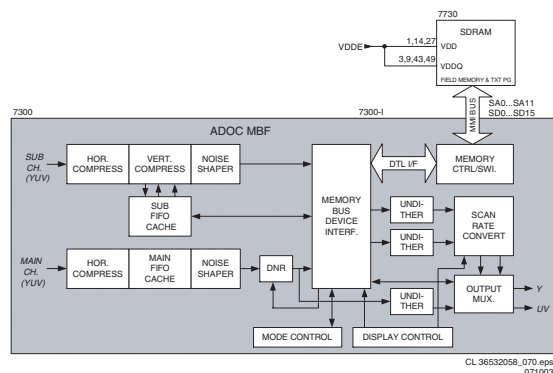 7730
SDRAM
VDDE
1,14,27
VDD
3,9,43,49
VDDQ
FIELD MEMORY & TXT PG
MMI BUS
SA0...SA11
SD0...SD15
7300
7300-I
ADOC MBF
SUB
CH.
(YUV)
HOR.
COMPRESS
VERT.
COMPRESS
NOISE
SHAPER
SUB
FIFO
CACHE
MEMORY
BUS
DEVICE
INTERF.
DTL I/F
MEMORY
CTRL/SWI.
UNDI-
THER
UNDI-
THER
SCAN
RATE
CONVERT
MAIN
CH.
(YUV)
HOR.
COMPRESS
MAIN
FIFO
CACHE
NOISE
SHAPER
DNR
UNDI-
THER
OUTPUT
MUX.
Y
UV
MODE CONTROL
DISPLAY CONTROL
CL 36532058_070.eps
071003